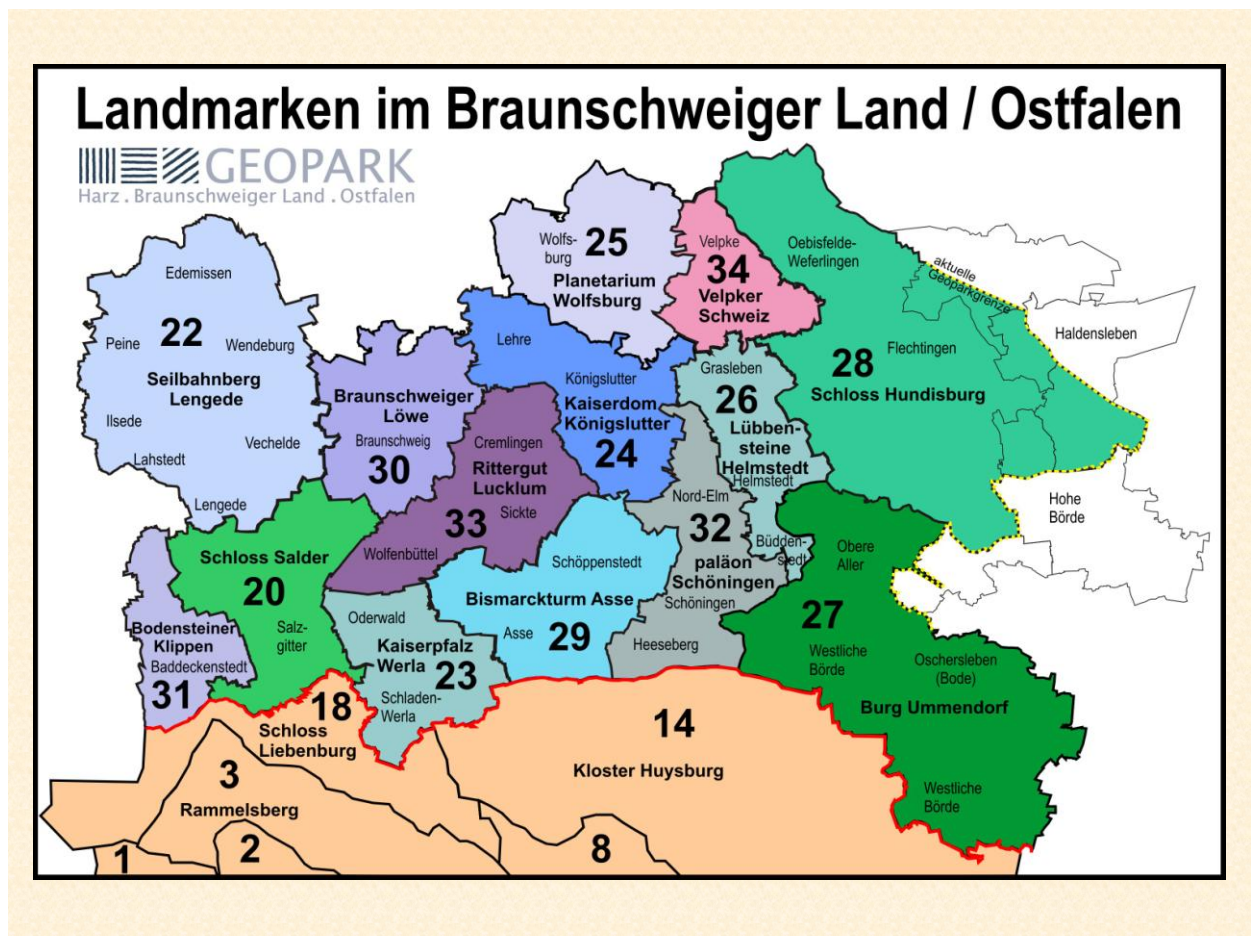 Landmarken im Braunschweiger Land / Ostfalen
GEOPARK
Harz . Braunschweiger Land . Ostfalen
Edemissen
22
Peine
Wendeburg
Seilbahnberg
Lengede
Ilsede
Vechelde
Lahstedt
Lengede
Wolfs-
burg
25
Planetarium
Wolfsburg
Velpke
34
Velpker
Schweiz
Oebisfelde-
Weferlingen
aktuelle
Geoparkgrenze
Haldensleben
Flechtingen
28
Schloss Hundisburg
Hohe
Börde
Lehre
Königslutter
Kaiserdom
Königslutter
24
Braunschweiger
Löwe
Braunschweig
30
Cremlingen
Rittergut
Lucklum
33
Sickte
Wolfenbüttel
Grasleben
26
Lübben-
steine
Helmstedt
Helmstedt
Büdden-
stedt
Nord-Elm
32
paläon
Schöningen
Schöningen
Heeseberg
Schloss Salder
20
Salz-
gitter
Schöppenstedt
Bismarckturm Asse
Asse
29
Oderwald
Kaiserpfalz
Werla
23
Schladen-
Werla
Bodensteiner
Klippen
Baddeckenstedt
31
Obere
Aller
27
Westliche
Börde
Oschersleben
(Bode)
Burg Ummendorf
Westliche
Börde
18
Schloss
Liebenburg
14
Kloster Huysburg
3
Rammelsberg
1
2
8